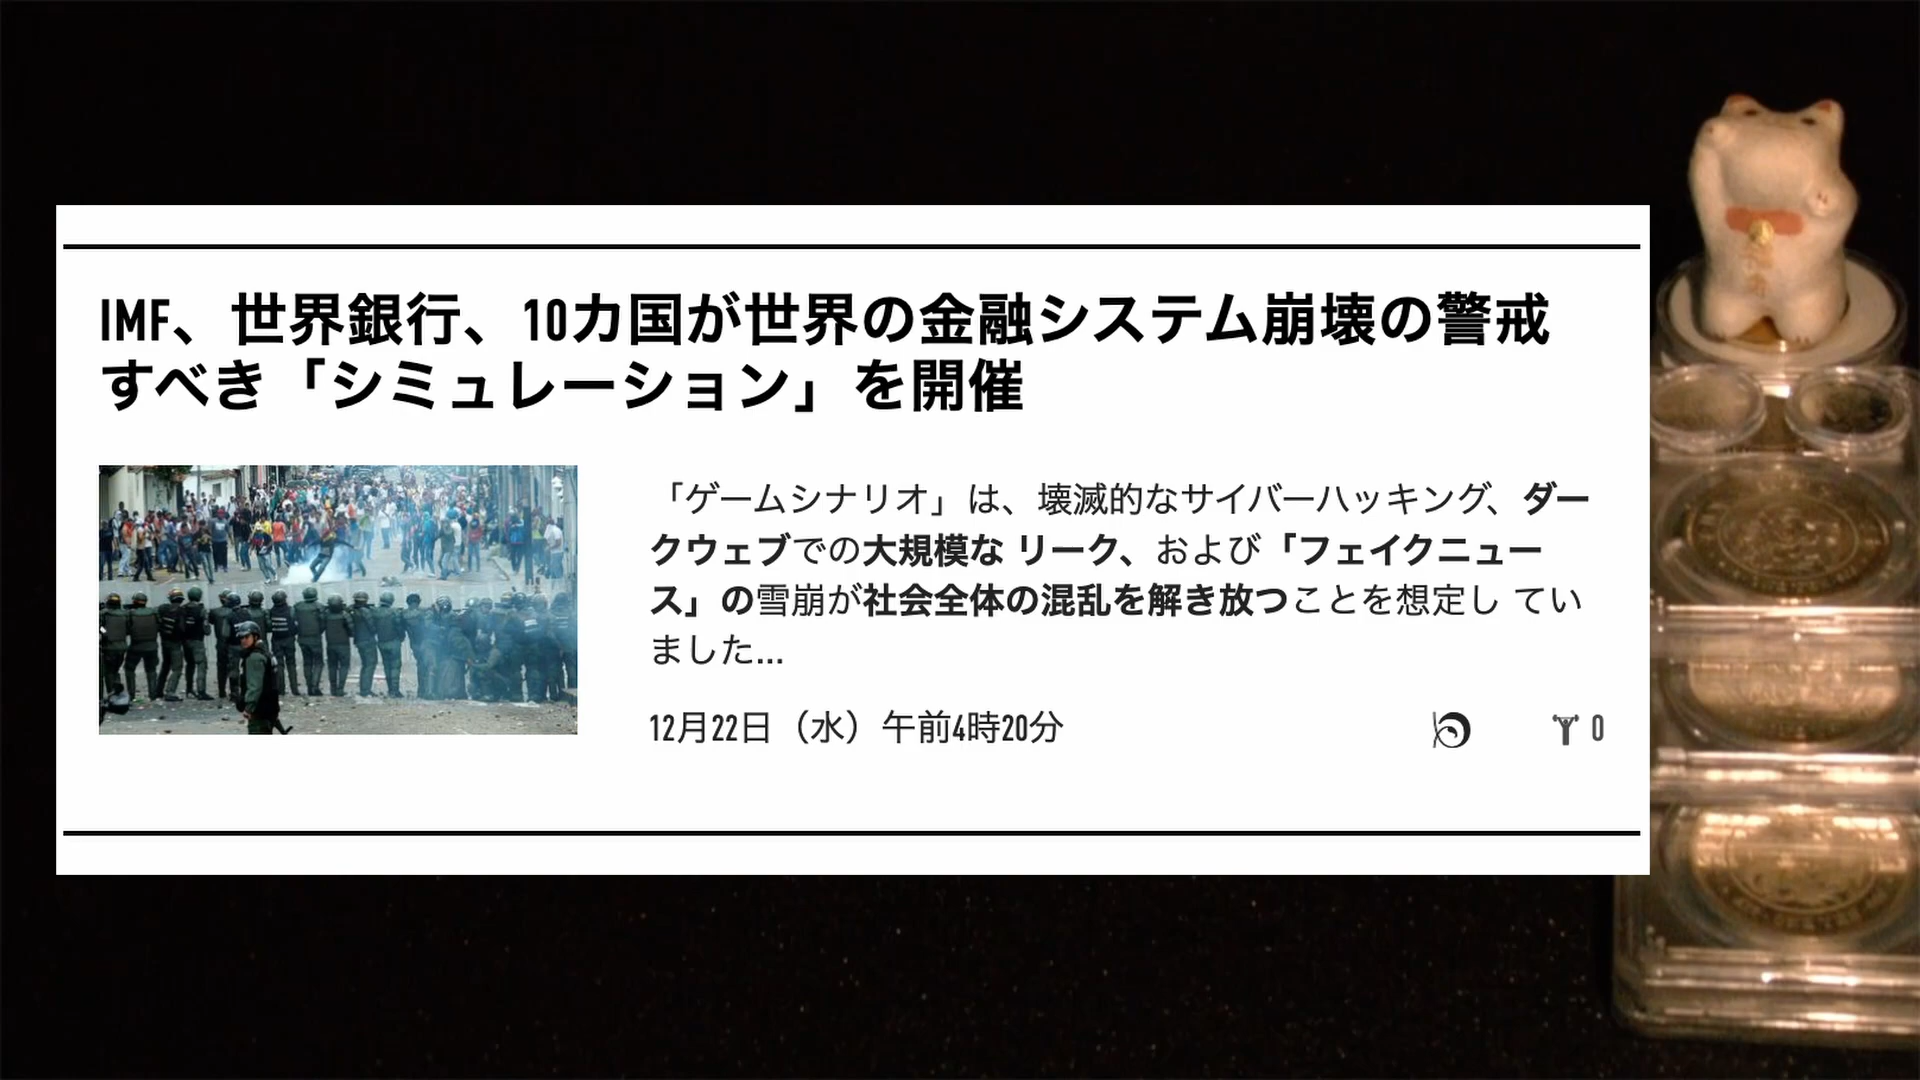 IMF、世界銀行、10カ国が世界の金融システム崩壊の警戒
すべき「シミュレーション」を開催
「ゲームシナリオ」は、壊滅的なサイバーハッキング、ダー
クウェブでの大規模な リーク、および「フェイクニュー
ス」の雪崩が社会全体の混乱を解き放つことを想定し てい
ました...
12月22日（水）午前4時20分
0